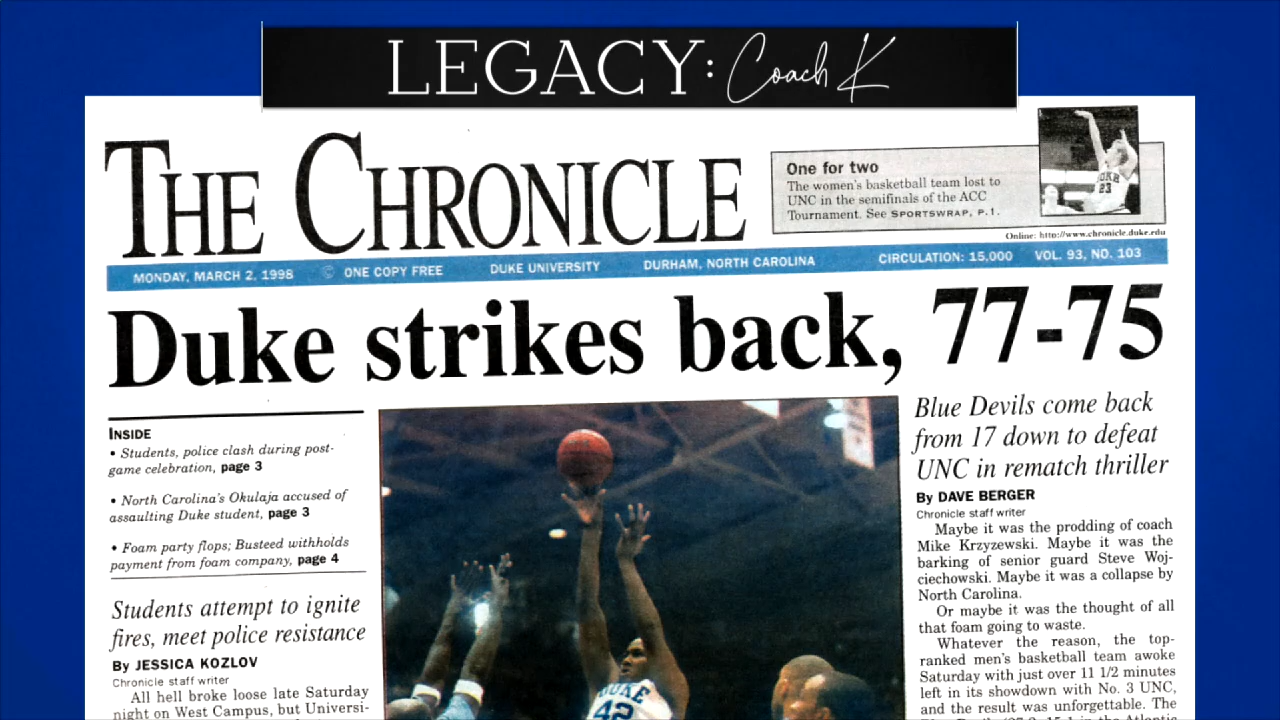 LEGACY: Coach K
THE CHRONICLE
One for two
The women's basketball team lost to
UNC in the semifinals of the ACC
Tournament. See SPORTSWRAP, P.1.
DUKE
23
Online: http://www.chronicle.duke.edu
MONDAY, MARCH 2, 1998 © ONE COPY FREE DUKE UNIVERSITY DURHAM, NORTH CAROLINA CIRCULATION: 15,000 VOL. 93, NO. 103
Duke strikes back, 77-75
INSIDE
• Students, police clash during post-
game celebration, page 3
• North Carolina's Okulaja accused of
assaulting Duke student, page 3
• Foam party flops; Busteed withholds
payment from foam company, page 4
Students attempt to ignite
fires, meet police resistance
By JESSICA KOZLOV
Chronicle staff writer
All hell broke loose late Saturday
night on West Campus, but Universi-
DUKE
42
Blue Devils come back
from 17 down to defeat
UNC in rematch thriller
By DAVE BERGER
Chronicle staff writer
Maybe it was the prodding of coach
Mike Krzyzewski. Maybe it was the
barking of senior guard Steve Woj-
ciechowski. Maybe it was a collapse by
North Carolina.
Or maybe it was the thought of all
that foam going to waste.
Whatever the reason, the top-
ranked men's basketball team awoke
Saturday with just over 11 1/2 minutes
left in its showdown with No. 3 UNC,
and the result was unforgettable. The